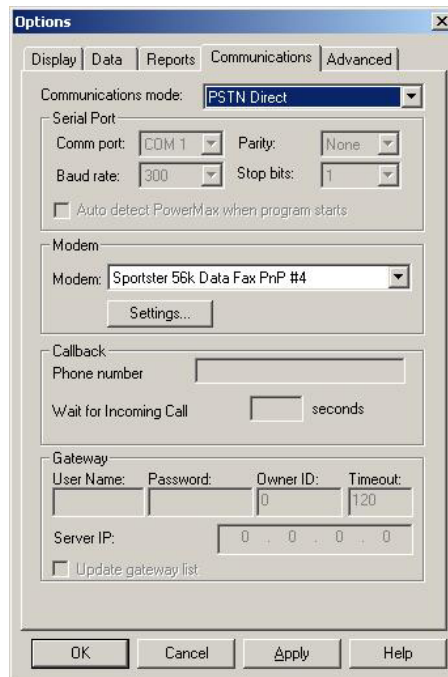 Options
Display Data Reports Communications Advanced
Communications mode: PSTN Direct
Serial Port
Comm port: COM 1 Parity: None
Baud rate: 300 Stop bits: 1
Auto detect PowerMax when program starts
Modem
Modem: Sportster 56k Data Fax PnP #4
Settings...
Callback
Phone number
Wait for Incoming Call seconds
Gateway
User Name: Password: Owner ID: Timeout:
0 120
Server IP: 0 . 0 . 0 . 0
Update gateway list
OK Cancel Apply Help